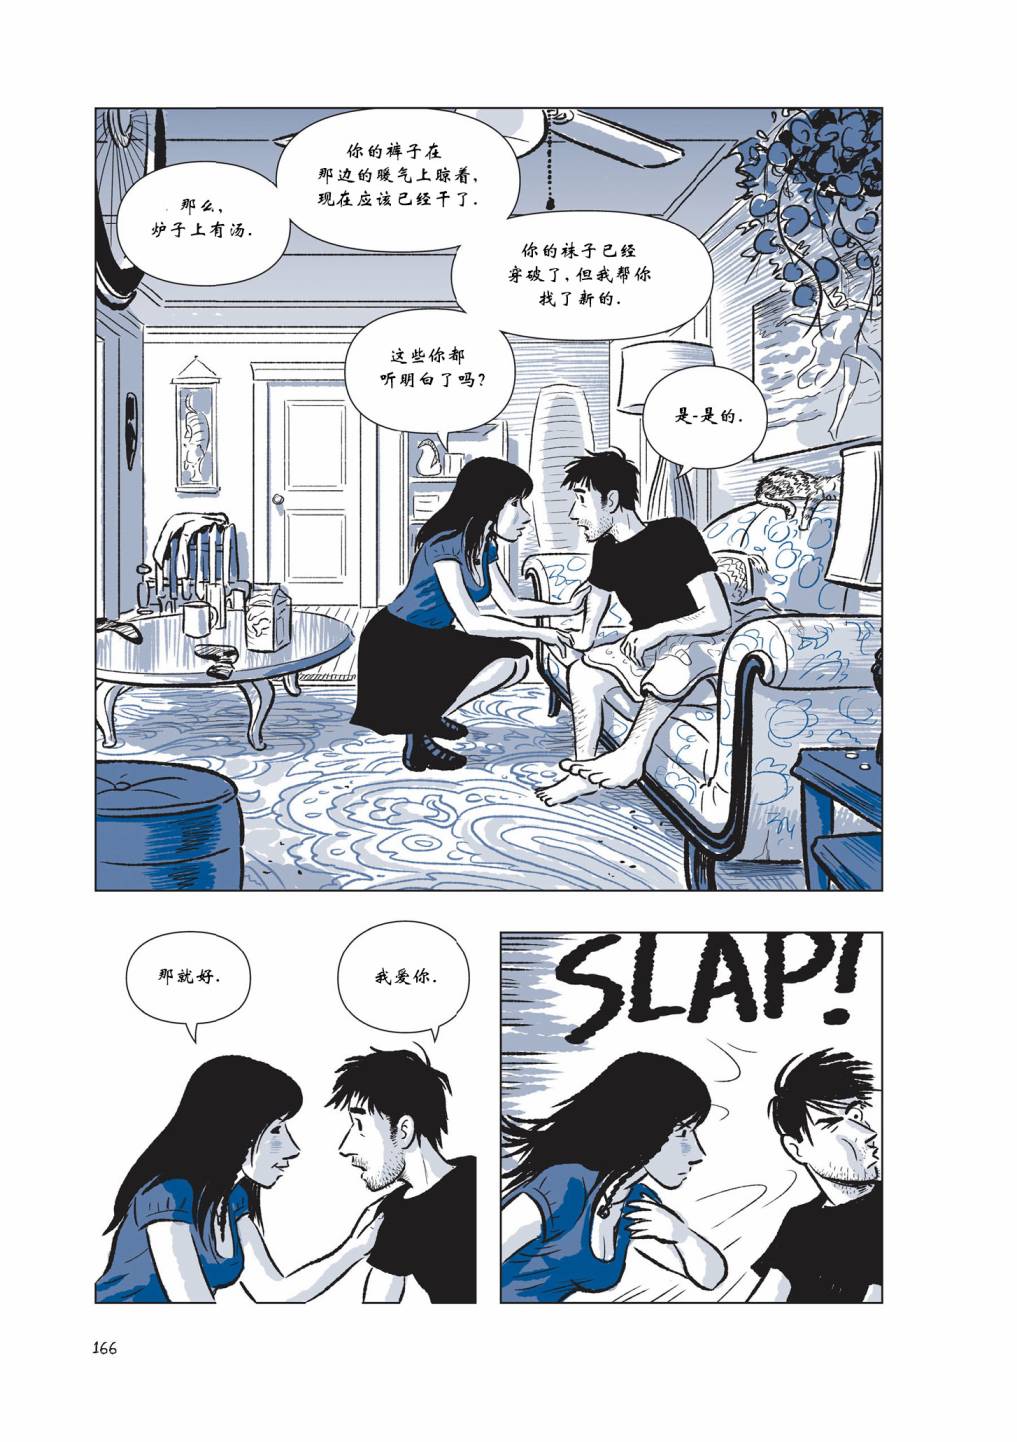 那么,
炉子上有汤.
你的裤子在
那边的暖气上晾着,
现在应该已经干了.
你的袜子已经
穿破了, 但我帮你
找了新的.
这些你都
听明白了吗?
是-是的.
那就好.
我爱你.
SLAP!
166